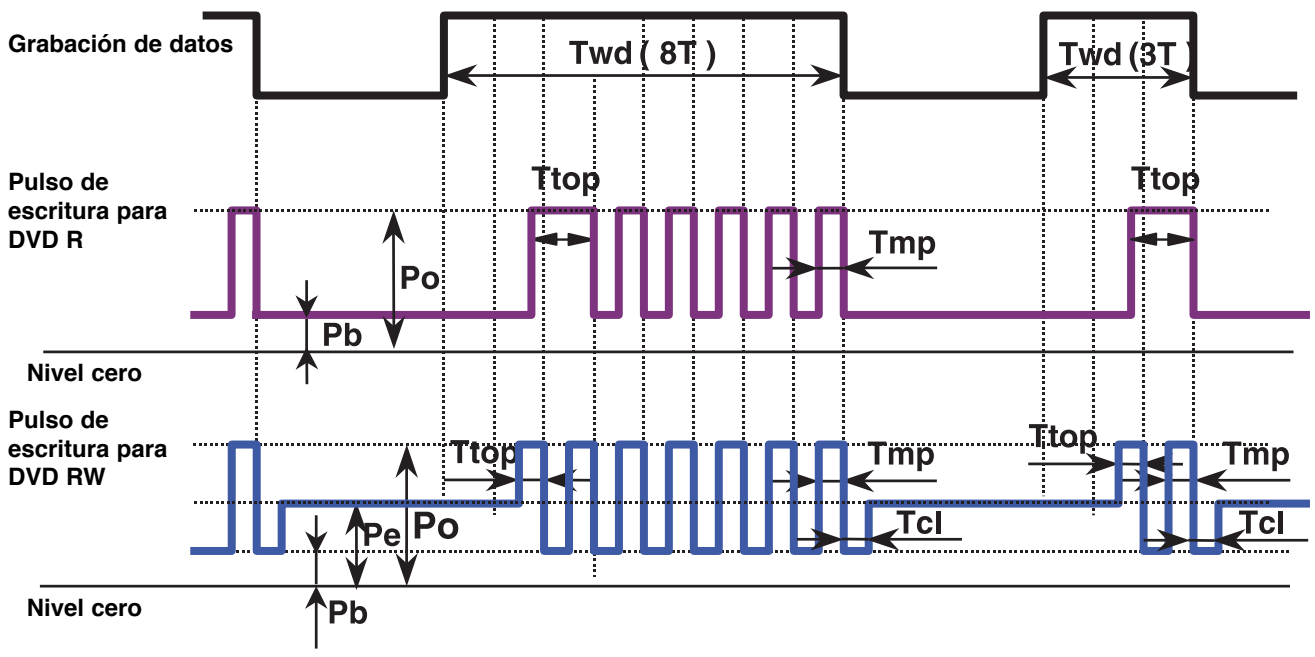 Grabación de datos
Twd ( 8T )
Twd (3T )
Pulso de
escritura para
DVD R
Ttop
Ttop
Po
Tmp
Pb
Nivel cero
Pulso de
escritura para
DVD RW
Ttop
Tmp
Ttop
Tmp
Pe
Po
Tcl
Tcl
Nivel cero
Pb